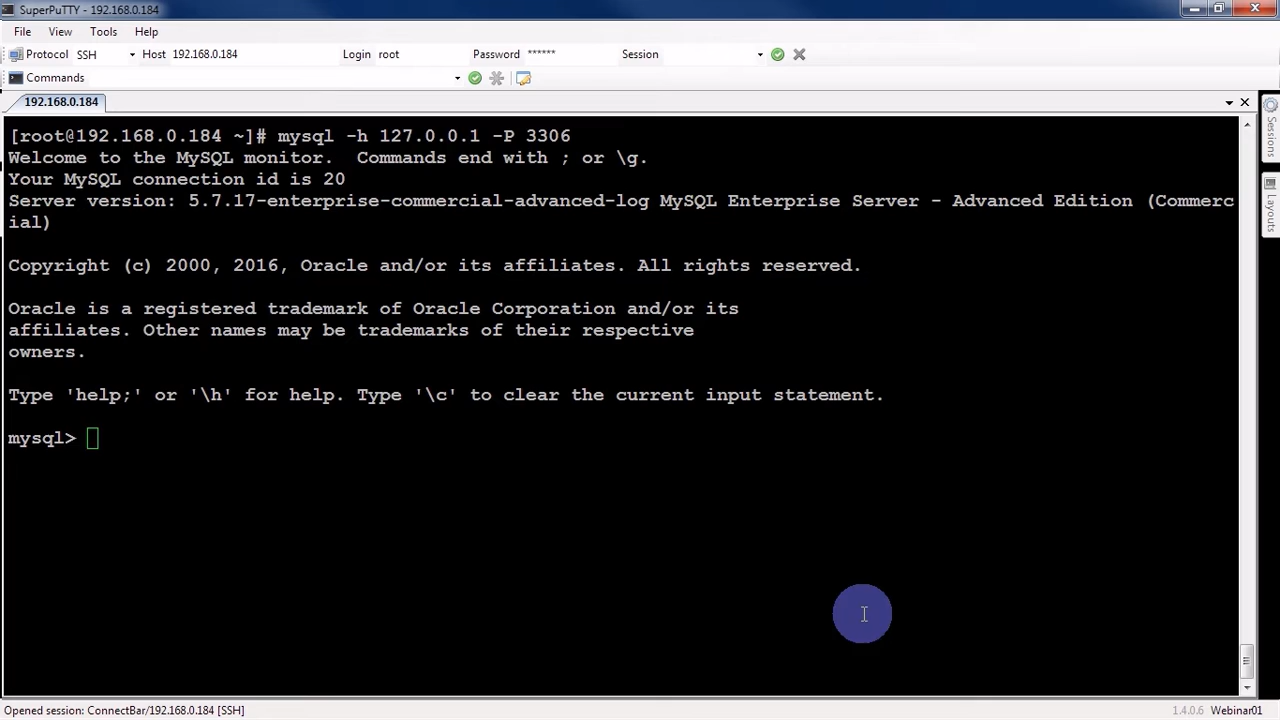 SuperPuTTY - 192.168.0.184
File View Tools Help
Protocol SSH Host 192.168.0.184 Login root Password ****** Session
Commands
192.168.0.184
[root@192.168.0.184 ~]# mysql -h 127.0.0.1 -P 3306
Welcome to the MySQL monitor.  Commands end with ; or \g.
Your MySQL connection id is 20
Server version: 5.7.17-enterprise-commercial-advanced-log MySQL Enterprise Server - Advanced Edition (Commerc
ial)
Copyright (c) 2000, 2016, Oracle and/or its affiliates. All rights reserved.
Oracle is a registered trademark of Oracle Corporation and/or its
affiliates. Other names may be trademarks of their respective
owners.
Type 'help;' or '\h' for help. Type '\c' to clear the current input statement.
mysql>
Sessions
Layouts
Opened session: ConnectBar/192.168.0.184 [SSH] 1.4.0.6 Webinar01